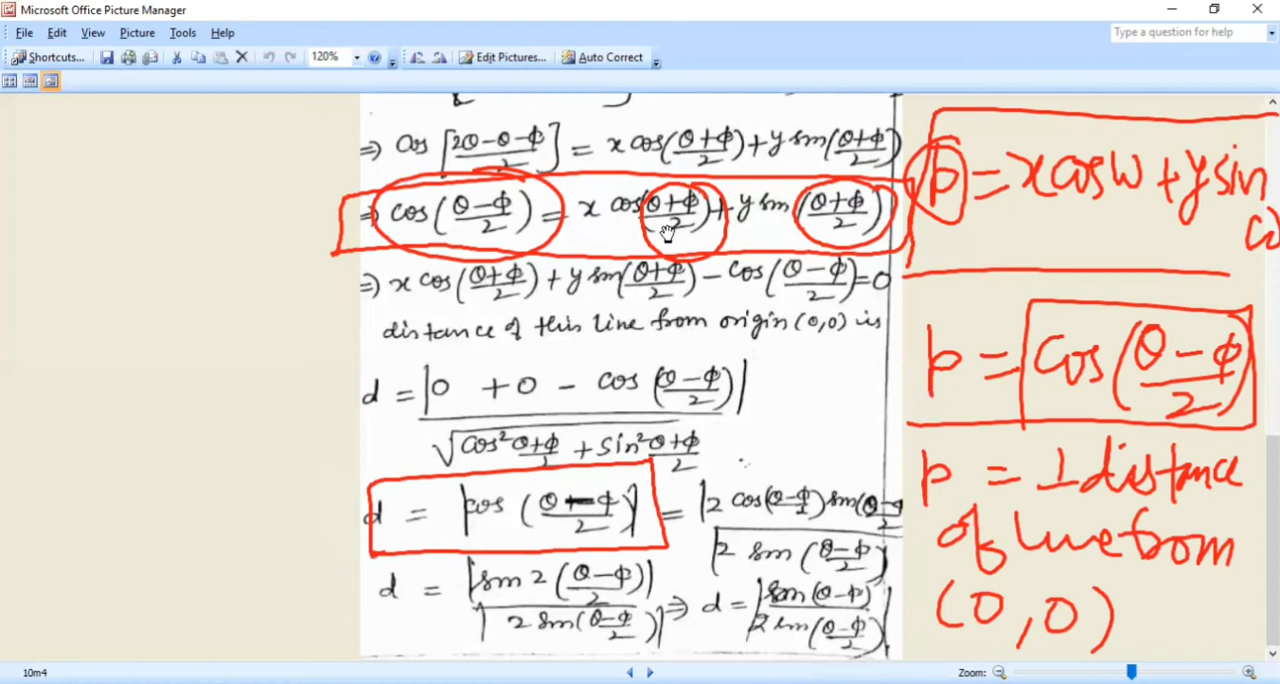 Microsoft Office Picture Manager
File Edit View Picture Tools Help
Type a question for help
Shortcuts... 120% Edit Pictures... Auto Correct
⇒ Cos [(2θ-θ-ϕ)/2] = x cos((θ+ϕ)/2) + y sin((θ+ϕ)/2)
⇒ cos((θ-ϕ)/2) = x cos((θ+ϕ)/2) + y sin((θ+ϕ)/2)
⇒ x cos((θ+ϕ)/2) + y sin((θ+ϕ)/2) - cos((θ-ϕ)/2) = 0
distance of this line from origin (0,0) is
d = |0 + 0 - cos((θ-ϕ)/2)|
√(cos² (θ+ϕ)/2 + sin² (θ+ϕ)/2)
d = |cos((θ-ϕ)/2)| = |2 cos((θ-ϕ)/2) sin((θ-ϕ)/2)
|2 sin((θ-ϕ)/2)|
d = |sin 2((θ-ϕ)/2)|
|2 sin((θ-ϕ)/2)| ⇒ d = |sin(θ-ϕ)/2 sin((θ-ϕ)/2)|
p = x cos ω + y sin ω
p = cos((θ-ϕ)/2)
p = ⊥ distance
of line from
(0,0)
10m4
Zoom: